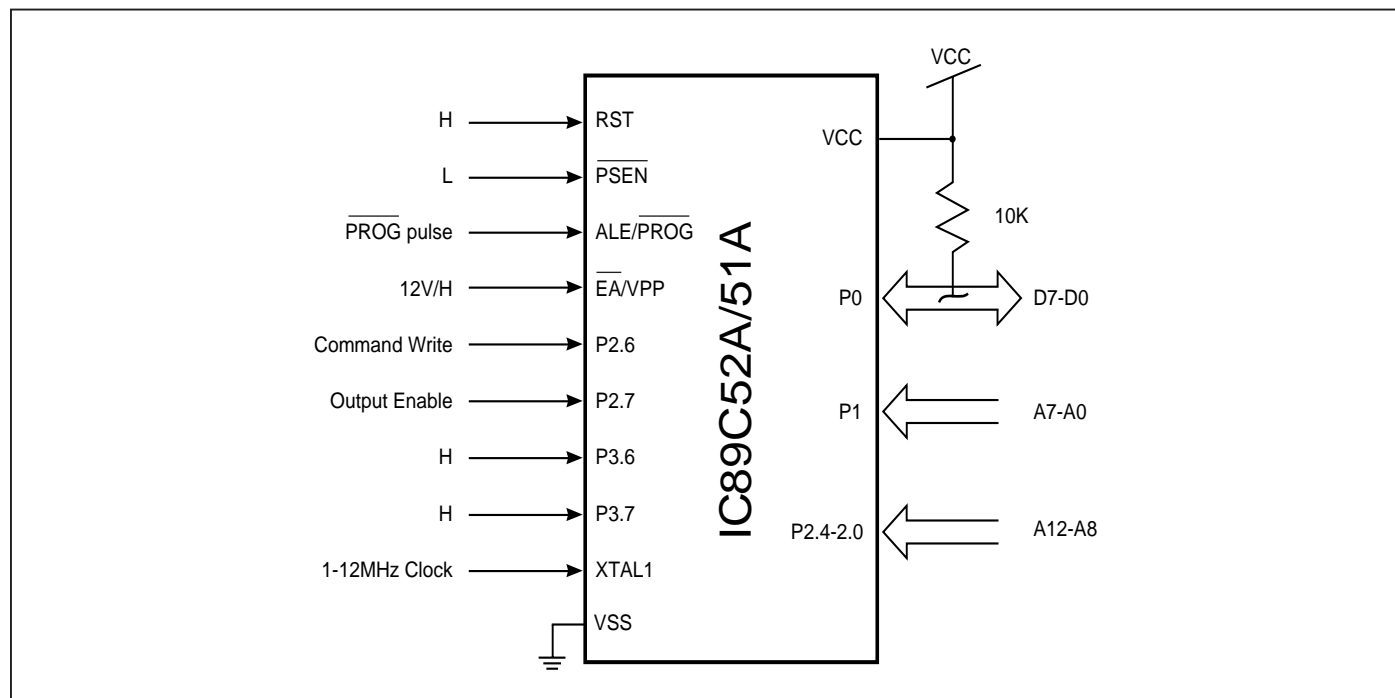 VCC
H
RST
VCC
L
PSEN
10K
PROG pulse
ALE/PROG
12V/H
EA/VPP
P0
D7-D0
Command Write
P2.6
Output Enable
P2.7
P1
A7-A0
H
P3.6
H
P3.7
P2.4-2.0
A12-A8
1-12MHz Clock
XTAL1
VSS
IC89C52A/51A